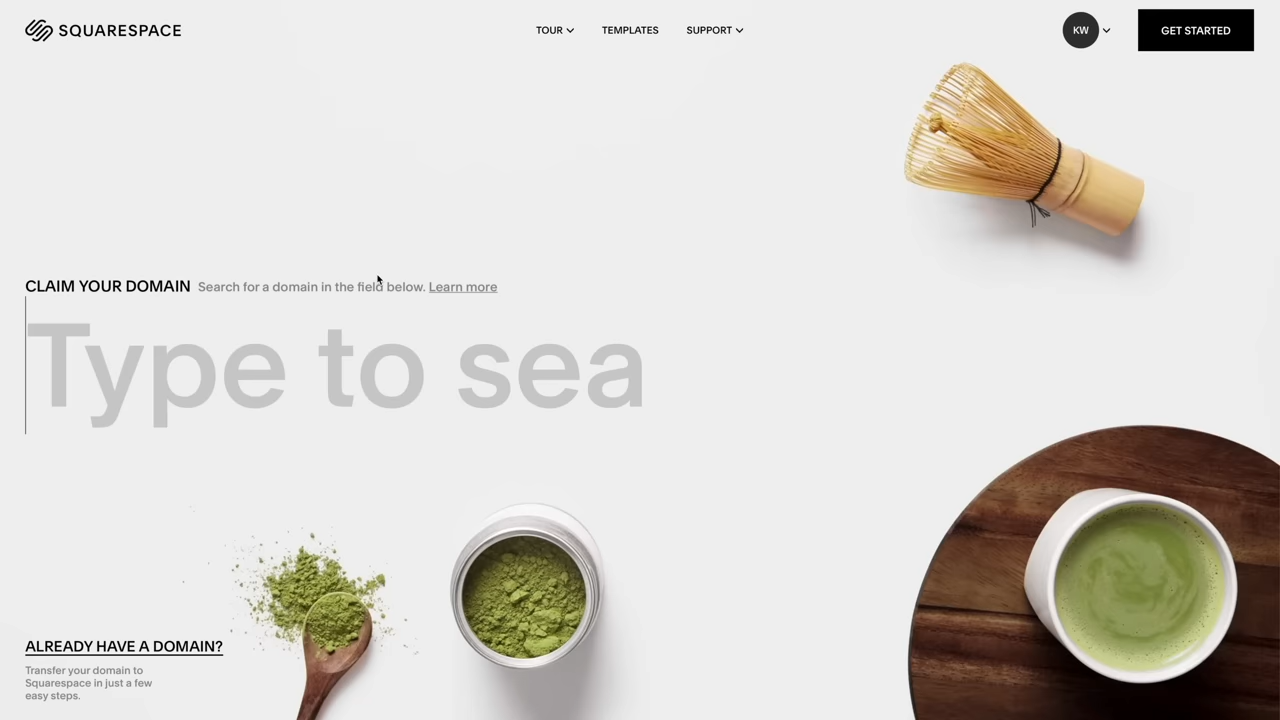 SQUARESPACE
TOUR
TEMPLATES
SUPPORT
KW
GET STARTED
CLAIM YOUR DOMAIN Search for a domain in the field below. Learn more
Type to sea
ALREADY HAVE A DOMAIN?
Transfer your domain to
Squarespace in just a few
easy steps.